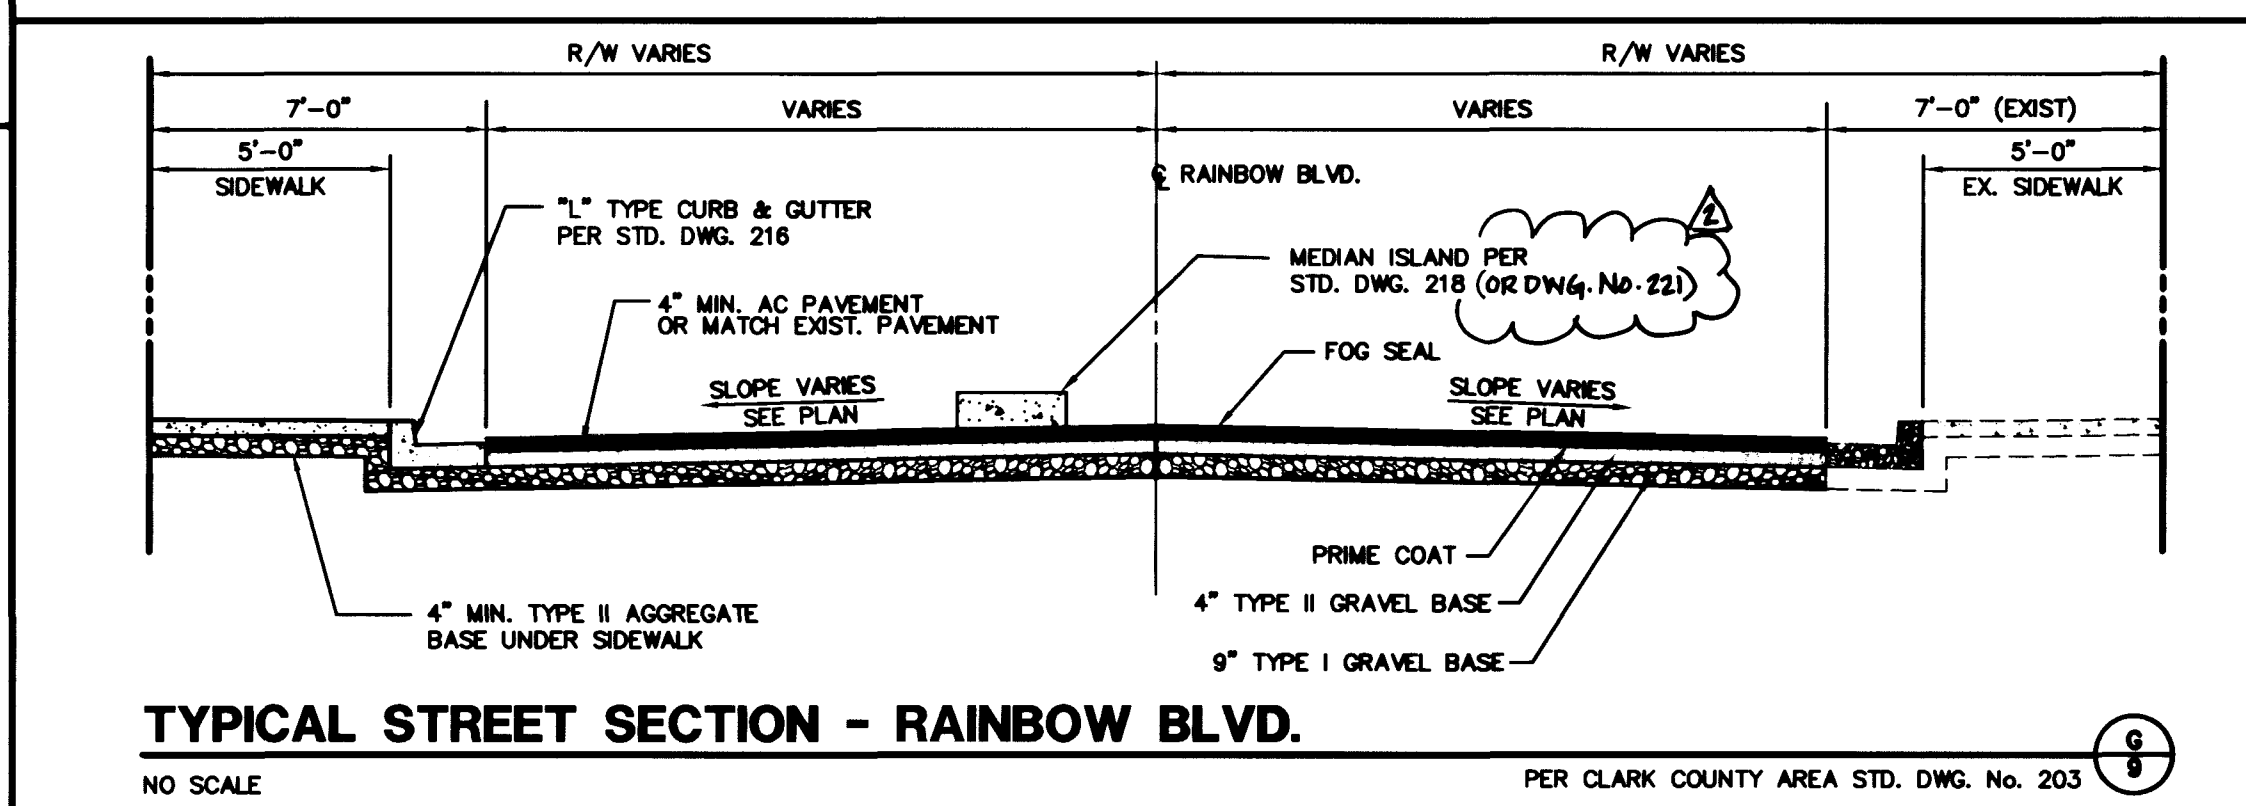 R/W VARIES
R/W VARIES
7'-0"
VARIES
VARIES
7'-0" (EXIST)
5'-0"
SIDEWALK
5'-0"
EX. SIDEWALK
℄ RAINBOW BLVD.
"L" TYPE CURB & GUTTER
PER STD. DWG. 216
2
MEDIAN ISLAND PER
STD. DWG. 218 (OR DWG. No. 221)
4" MIN. AC PAVEMENT
OR MATCH EXIST. PAVEMENT
FOG SEAL
SLOPE VARIES
SEE PLAN
SLOPE VARIES
SEE PLAN
PRIME COAT
4" TYPE II GRAVEL BASE
9" TYPE I GRAVEL BASE
4" MIN. TYPE II AGGREGATE
BASE UNDER SIDEWALK
TYPICAL STREET SECTION - RAINBOW BLVD.
G
9
NO SCALE
PER CLARK COUNTY AREA STD. DWG. No. 203